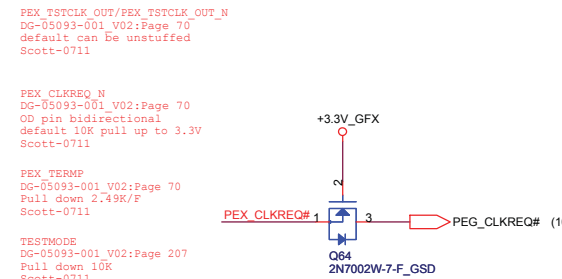 PEX_TSTCLK_OUT/PEX_TSTCLK_OUT_N
DG-05093-001_V02:Page 70
default can be unstuffed
Scott-0711
PEX_CLKREQ_N
DG-05093-001_V02:Page 70
OD pin bidirectional
default 10K pull up to 3.3V
Scott-0711
PEX_TERMP
DG-05093-001_V02:Page 70
Pull down 2.49K/F
Scott-0711
TESTMODE
DG-05093-001_V02:Page 207
Pull down 10K
Scott-0711
+3.3V_GFX
2
PEX_CLKREQ# 1
3
PEG_CLKREQ#
Q64
2N7002W-7-F_GSD